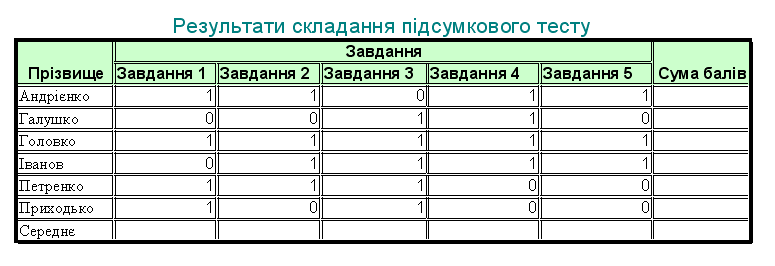 Результати складання підсумкового тесту
Завдання
Прізвище Завдання 1 Завдання 2 Завдання 3 Завдання 4 Завдання 5 Сума балів
Андрієнко 1 1 0 1 1
Галушко 0 0 1 1 0
Головко 1 1 1 1 1
Іванов 0 1 1 1 1
Петренко 1 1 1 0 0
Приходько 1 0 1 0 0
Середнє